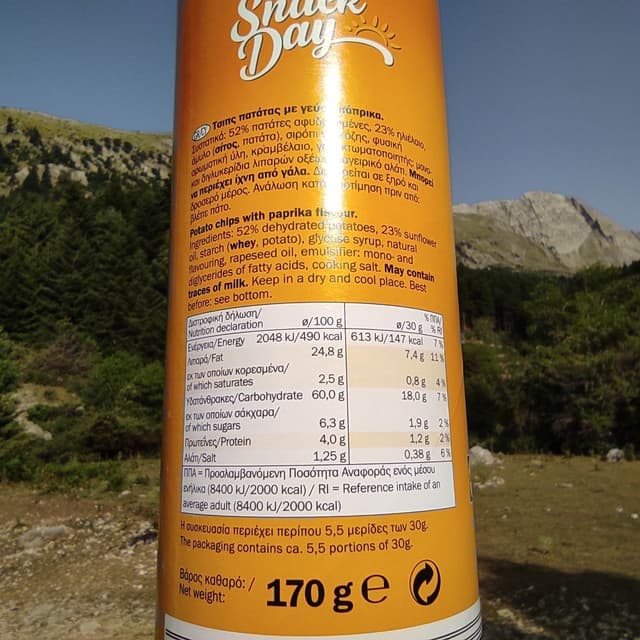 Snack
Day
GR/CY Τσιπς πατάτας με γεύση πάπρικα.
Συστατικά: 52% πατάτες 23% ηλιέλαιο,
άμυλο (σίτος, πατάτα), σιρόπι φυσική
αρωματική ύλη, κραμβέλαιο, μονο-
και διγλυκερίδια λιπαρών οξέων, μαγειρικό αλάτι. Μπορεί
να περιέχει ίχνη από γάλα. σε ξηρό και
δροσερό μέρος. Ανάλωση κατά προτίμηση πριν από:
βλέπε πάτο.
Potato chips with paprika flavour.
Ingredients: 52% dehydrated potatoes, 23% sunflower
oil, starch (whey, potato), glycose syrup, natural
flavouring, rapeseed oil, emulsifier: mono- and
diglycerides of fatty acids, cooking salt. May contain
traces of milk. Keep in a dry and cool place. Best
before: see bottom.
Διατροφική δήλωση/ % ΠΠΑ/
Nutrition declaration ø/100 g ø/30 g % RI
Ενέργεια/Energy 2048 kJ/490 kcal 613 kJ/147 kcal 7%
Λιπαρά/Fat 24,8 g 7,4 g 11%
εκ των οποίων κορεσμένα/
of which saturates 2,5 g 0,8 g 4%
Υδατάνθρακες/Carbohydrate 60,0 g 18,0 g 7%
εκ των οποίων σάκχαρα/
of which sugars 6,3 g 1,9 g 2%
Πρωτεΐνες/Protein 4,0 g 1,2 g 2%
Αλάτι/Salt 1,25 g 0,38 g 6%
ΠΠΑ = Προσλαμβανόμενη Ποσότητα Αναφοράς ενός μέσου
ενήλικα (8400 kJ/2000 kcal) / RI = Reference intake of an
average adult (8400 kJ/2000 kcal)
Η συσκευασία περιέχει περίπου 5,5 μερίδες των 30g.
The packaging contains ca. 5,5 portions of 30g.
Βάρος καθαρό: /
Net weight: 170 g e